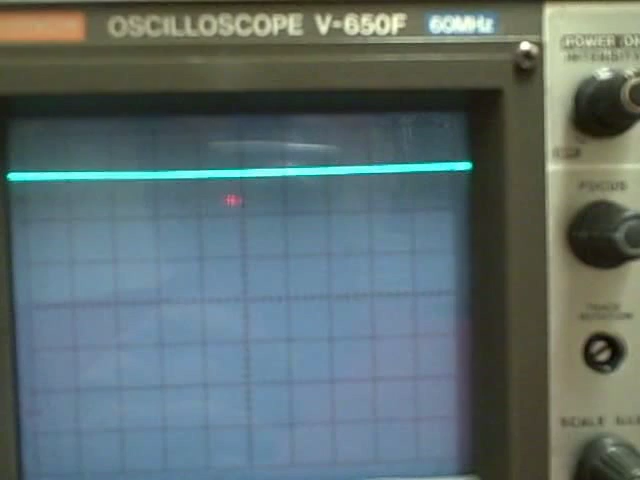 OSCILLOSCOPE V-650F 60MHz
POWER ON
INTENSITY
FOCUS
TRACE
ROTATION
SCALE